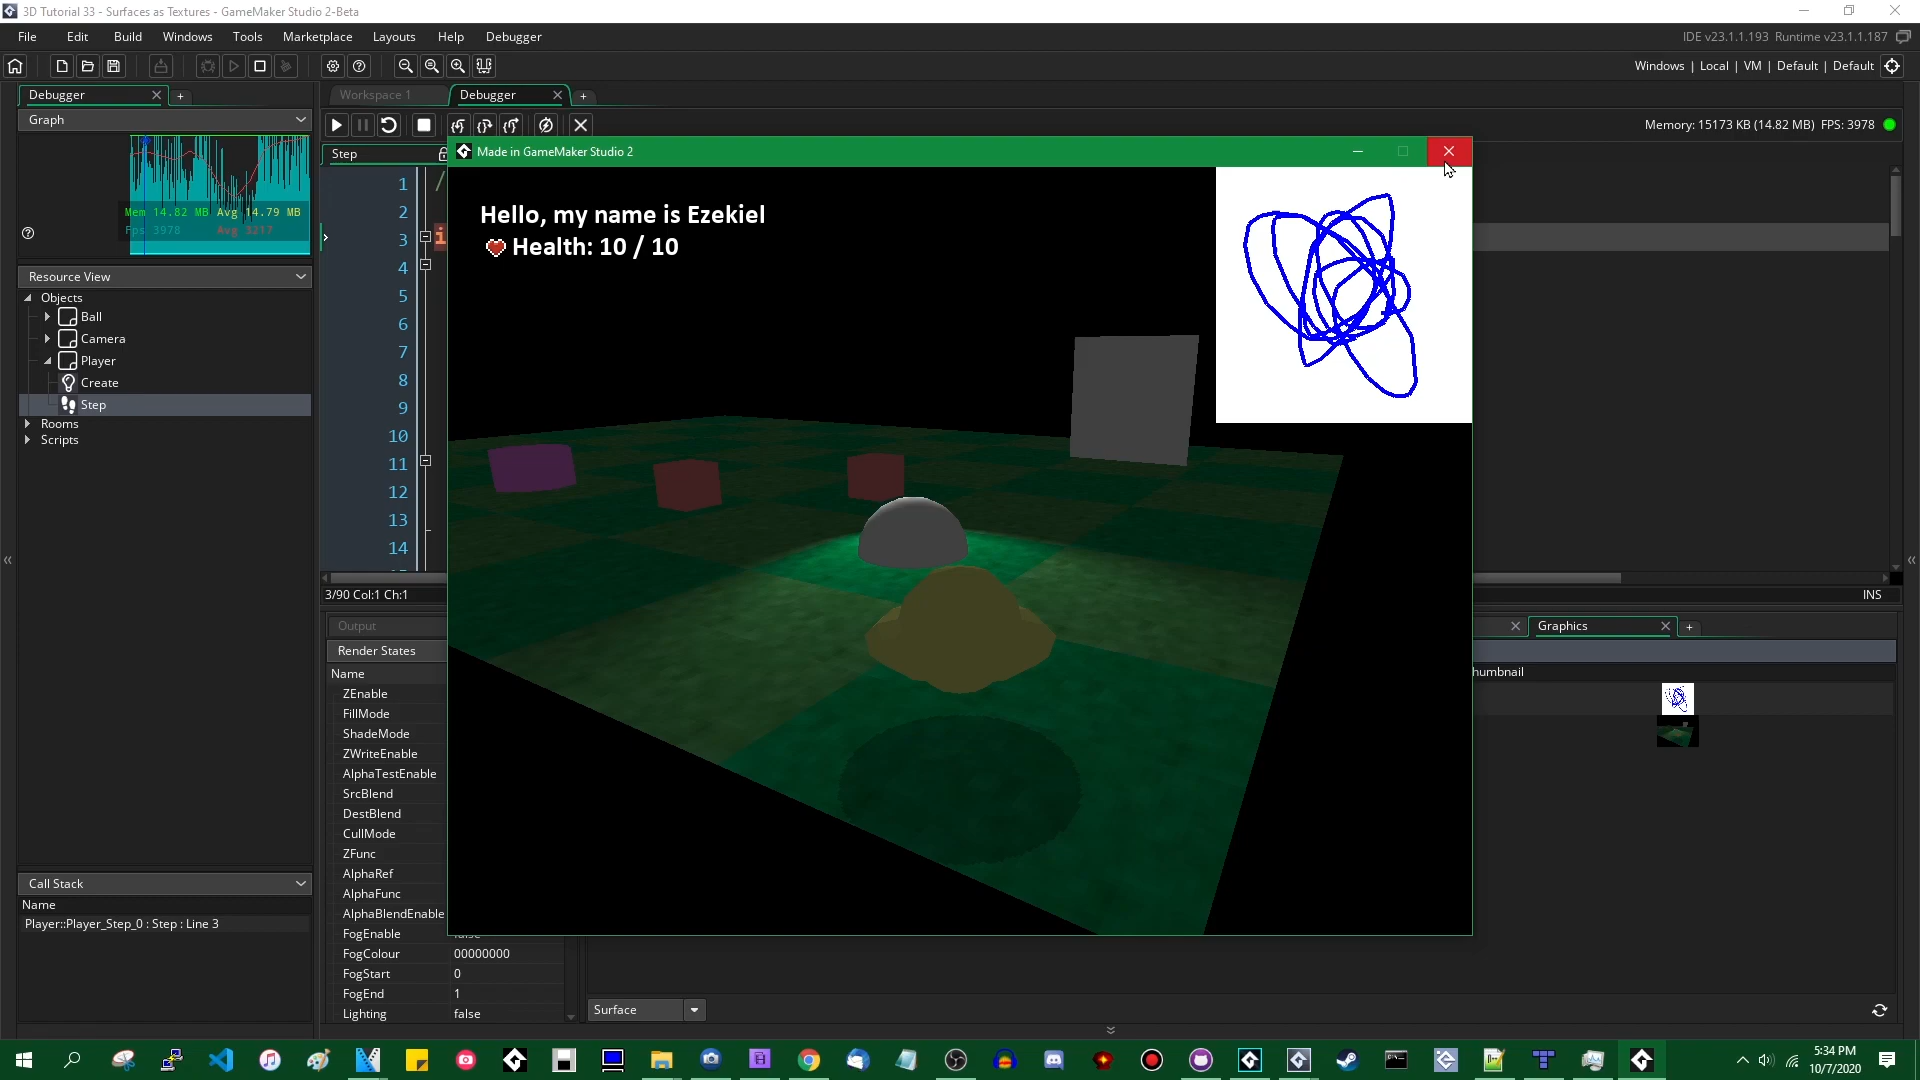 3D Tutorial 33 - Surfaces as Textures - GameMaker Studio 2-Beta
File Edit Build Windows Tools Marketplace Layouts Help Debugger
IDE v23.1.1.193 Runtime v23.1.1.187
Windows | Local | VM | Default | Default
Debugger
Workspace 1
Debugger
Graph
Memory: 15173 KB (14.82 MB) FPS: 3978
Step
Made in GameMaker Studio 2
Mem 14.82 MB Avg 14.79 MB
Fps 3978 Avg 3217
Hello, my name is Ezekiel
Health: 10 / 10
1 /
2
3 i
4
5
6
7
8
9
10
11
12
13
14
Resource View
Objects
Ball
Camera
Player
Create
Step
Rooms
Scripts
3/90 Col:1 Ch:1
INS
Output
Graphics
Render States
Name
humbnail
ZEnable
FillMode
ShadeMode
ZWriteEnable
AlphaTestEnable
SrcBlend
DestBlend
CullMode
ZFunc
AlphaRef
AlphaFunc
AlphaBlendEnable
FogEnable false
FogColour 00000000
FogStart 0
FogEnd 1
Lighting false
Call Stack
Name
Player::Player_Step_0 : Step : Line 3
Surface
5:34 PM
10/7/2020